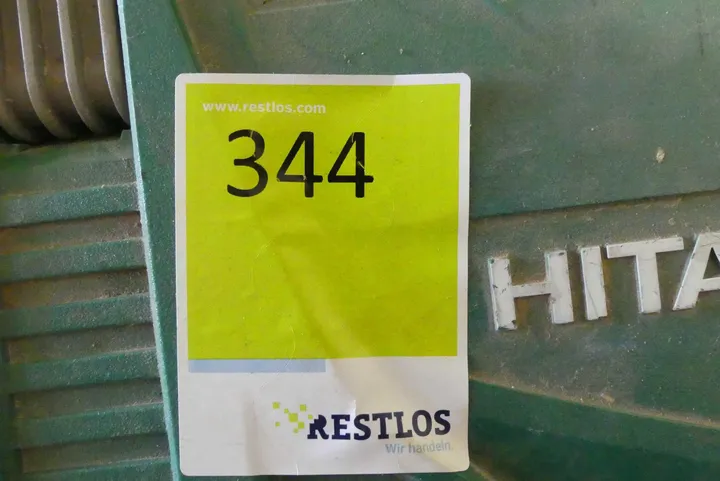 www.restlos.com
344
HITA
RESTLOS
Wir handeln.